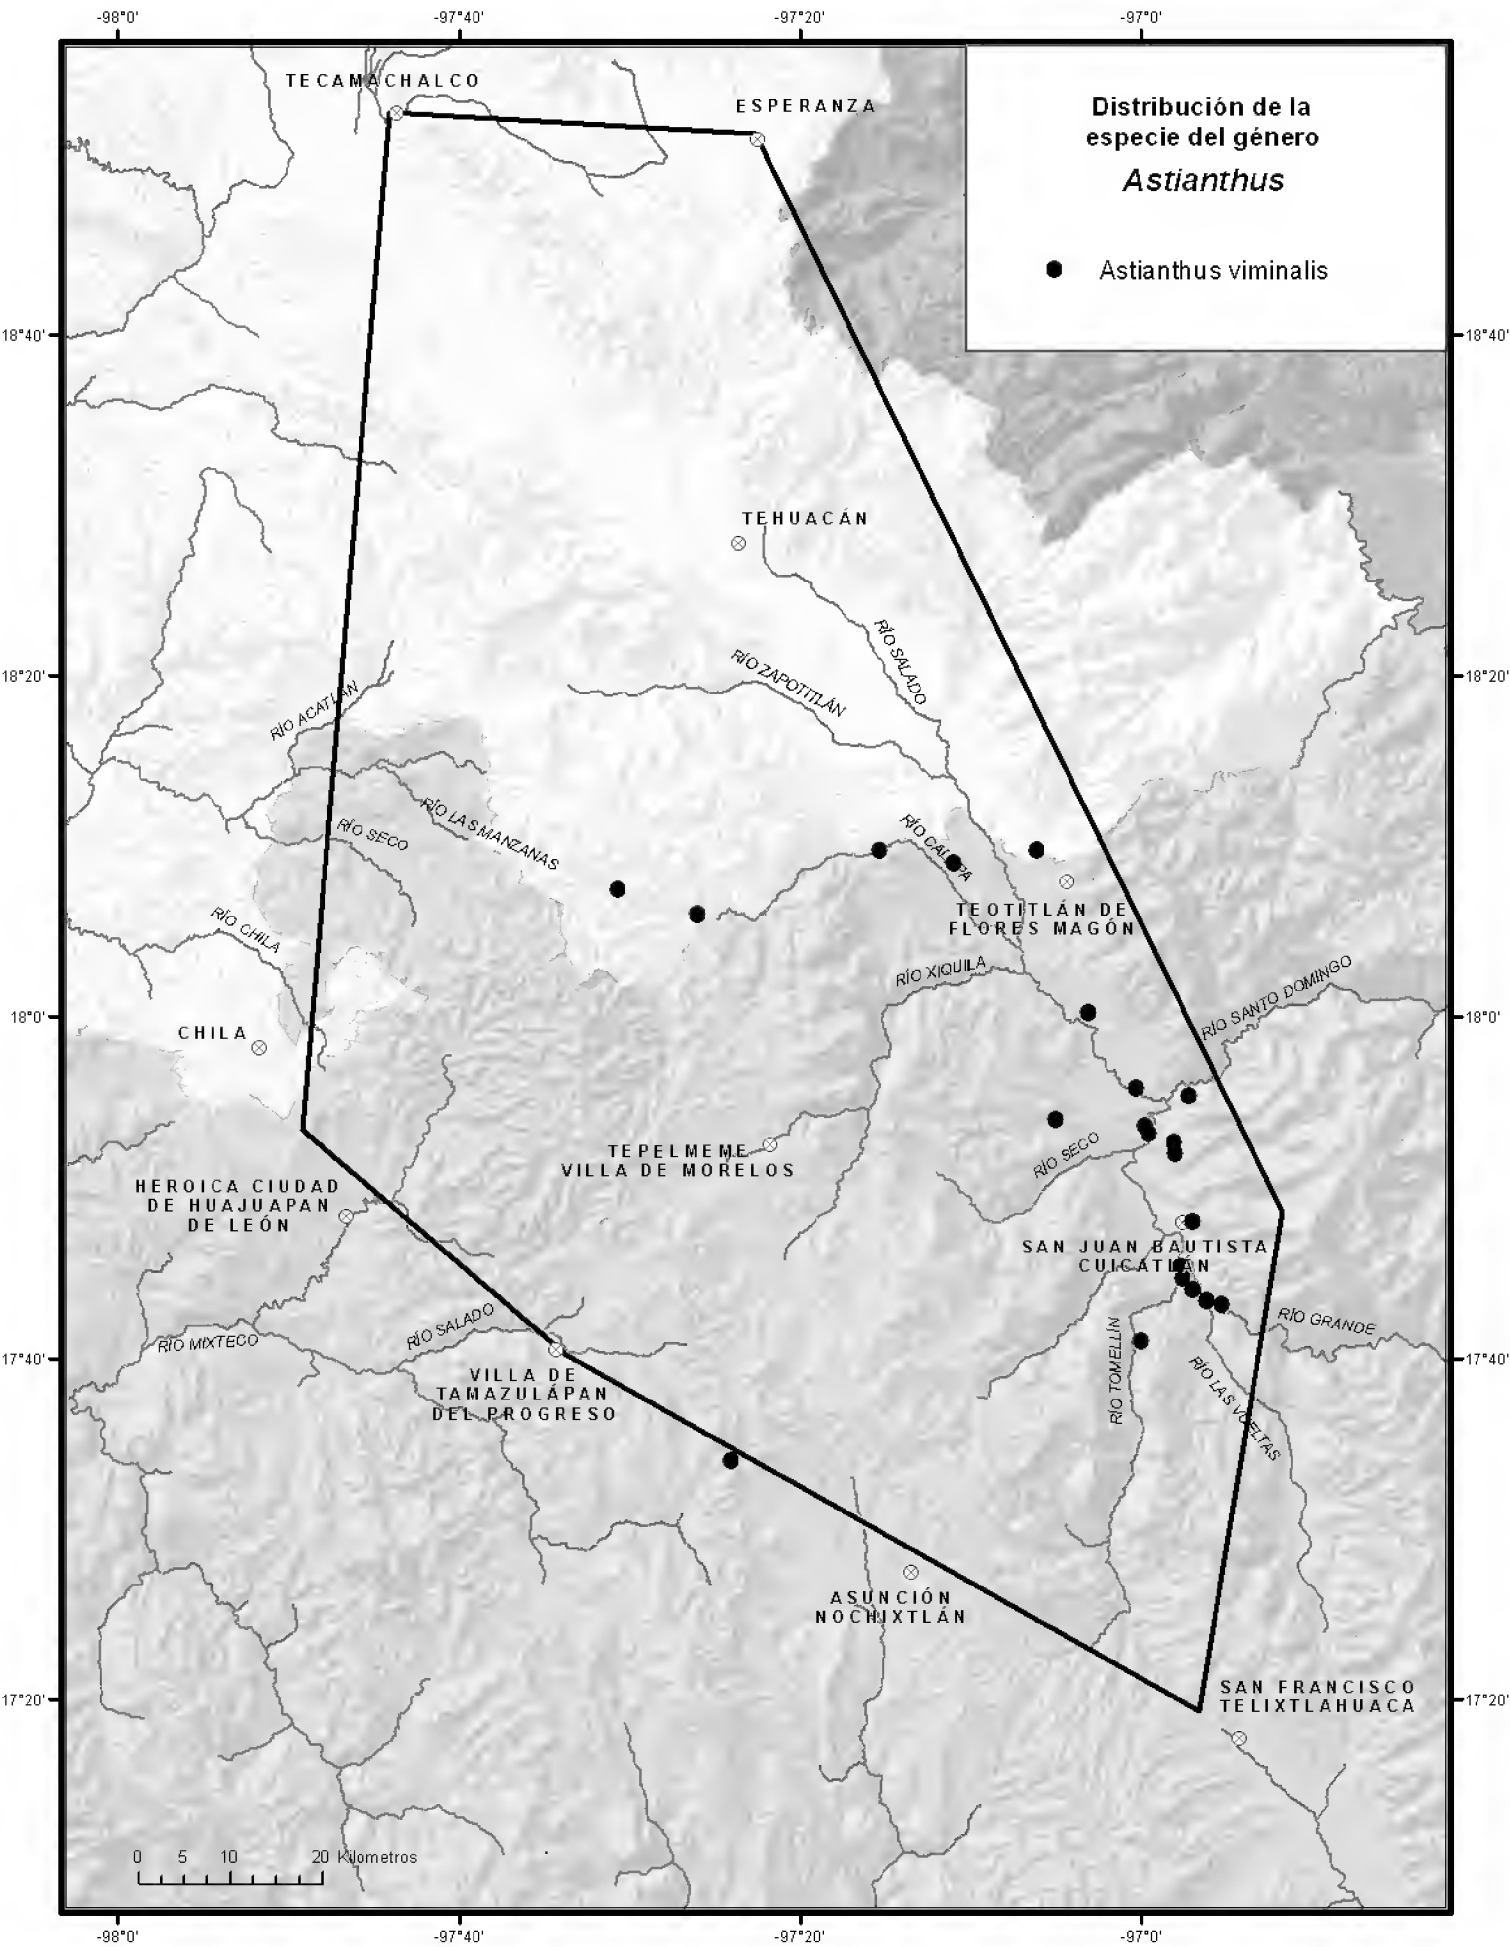 -98°0'
-97°40'
-97°20'
-97°0'
TECAMACHALCO
ESPERANZA
Distribución de la
especie del género
Astianthus
Astianthus viminalis
18°40'
18°40'
TEHUACÁN
RÍO SALADO
RÍO ZAPOTITLÁN
18°20'
18°20'
RÍO ACATLÁN
RÍO LAS MANZANAS
RÍO SECO
RÍO CALAPA
TEOTITLÁN DE
FLORES MAGÓN
RÍO CHILA
RÍO XIQUILA
RÍO SANTO DOMINGO
18°0'
18°0'
CHILA
TEPELMEME
VILLA DE MORELOS
RÍO SECO
HEROICA CIUDAD
DE HUAJUAPAN
DE LEÓN
SAN JUAN BAUTISTA
CUICATLÁN
RÍO SALADO
RÍO MIXTECO
RÍO GRANDE
17°40'
17°40'
RÍO TOMELLÍN
RÍO LAS VUELTAS
VILLA DE
TAMAZULÁPAN
DEL PROGRESO
ASUNCIÓN
NOCHIXTLÁN
17°20'
17°20'
SAN FRANCISCO
TELIXTLAHUACA
0 5 10 20 Kilometros
-98°0'
-97°40'
-97°20'
-97°0'